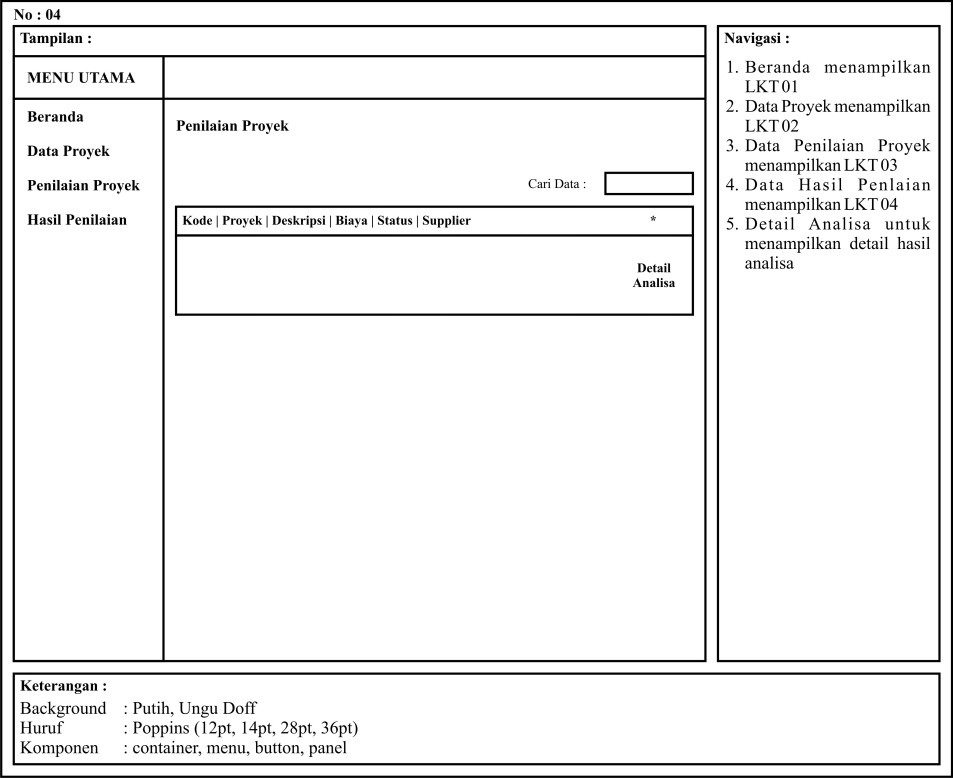 No : 04
Tampilan :
MENU UTAMA
Beranda
Data Proyek
Penilaian Proyek
Hasil Penilaian
Penilaian Proyek
Cari Data :
Kode | Proyek | Deskripsi | Biaya | Status | Supplier *
Detail
Analisa
Navigasi :
1. Beranda menampilkan
LKT 01
2. Data Proyek menampilkan
LKT 02
3. Data Penilaian Proyek
menampilkan LKT 03
4. Data Hasil Penlaian
menampilkan LKT 04
5. Detail Analisa untuk
menampilkan detail hasil
analisa
Keterangan :
Background : Putih, Ungu Doff
Huruf : Poppins (12pt, 14pt, 28pt, 36pt)
Komponen : container, menu, button, panel